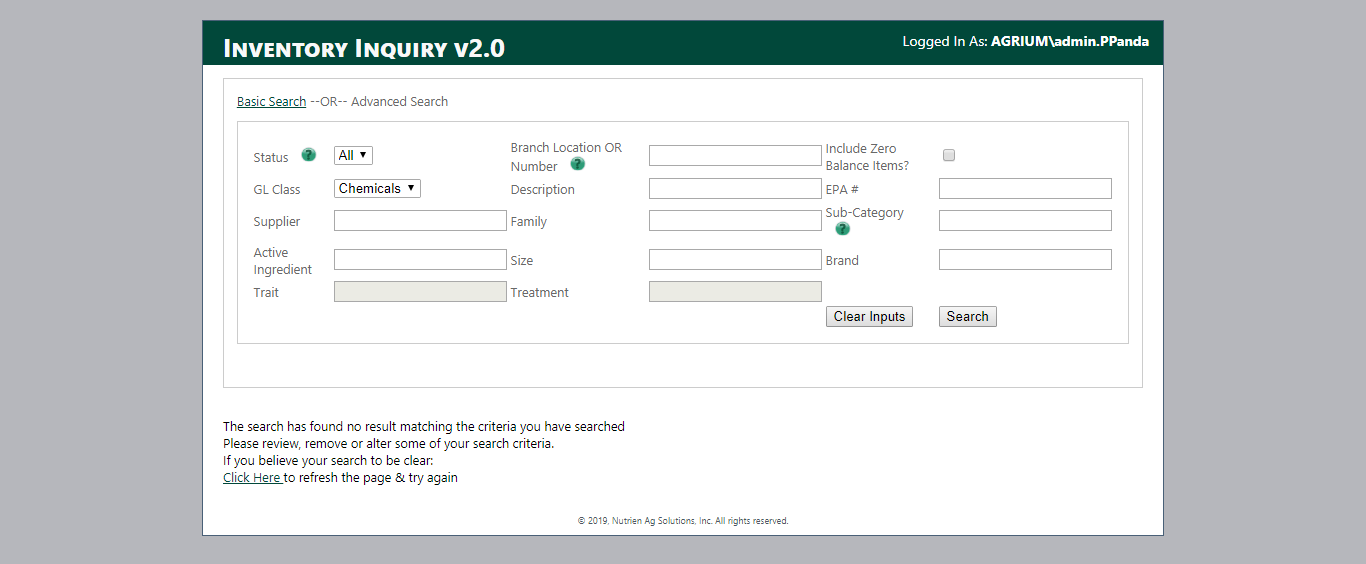 Inventory Inquiry v2.0
Logged In As: AGRIUM\admin.PPanda
Basic Search --OR-- Advanced Search
Status ? All ▼
Branch Location OR
Number ?
Include Zero
Balance Items?
GL Class Chemicals ▼ Description EPA #
Supplier Family Sub-Category
?
Active
Ingredient
Size Brand
Trait Treatment
Clear Inputs Search
The search has found no result matching the criteria you have searched
Please review, remove or alter some of your search criteria.
If you believe your search to be clear:
Click Here to refresh the page & try again
© 2019, Nutrien Ag Solutions, Inc. All rights reserved.